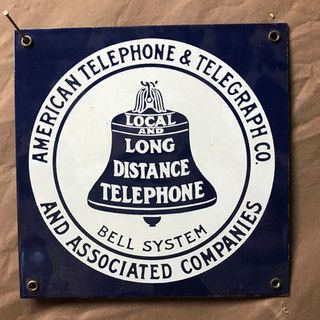 AMERICAN TELEPHONE & TELEGRAPH CO.
LOCAL
AND
LONG
DISTANCE
TELEPHONE
BELL SYSTEM
AND ASSOCIATED COMPANIES